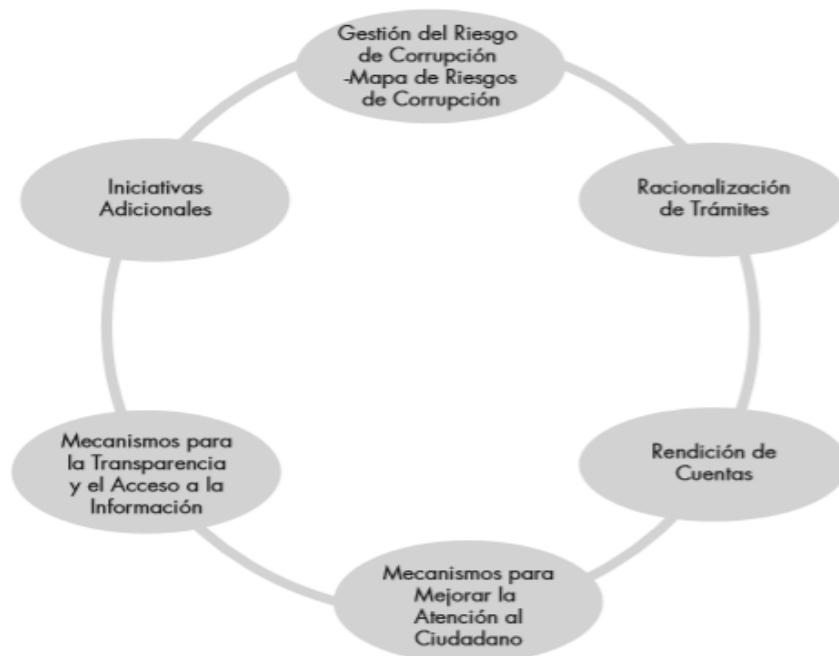 Gestión del Riesgo
de Corrupción
-Mapa de Riesgos
de Corrupción
Iniciativas
Adicionales
Racionalización
de Trámites
Mecanismos para
la Transparencia
y el Acceso a la
Información
Rendición de
Cuentas
Mecanismos para
Mejorar la
Atención al
Ciudadano